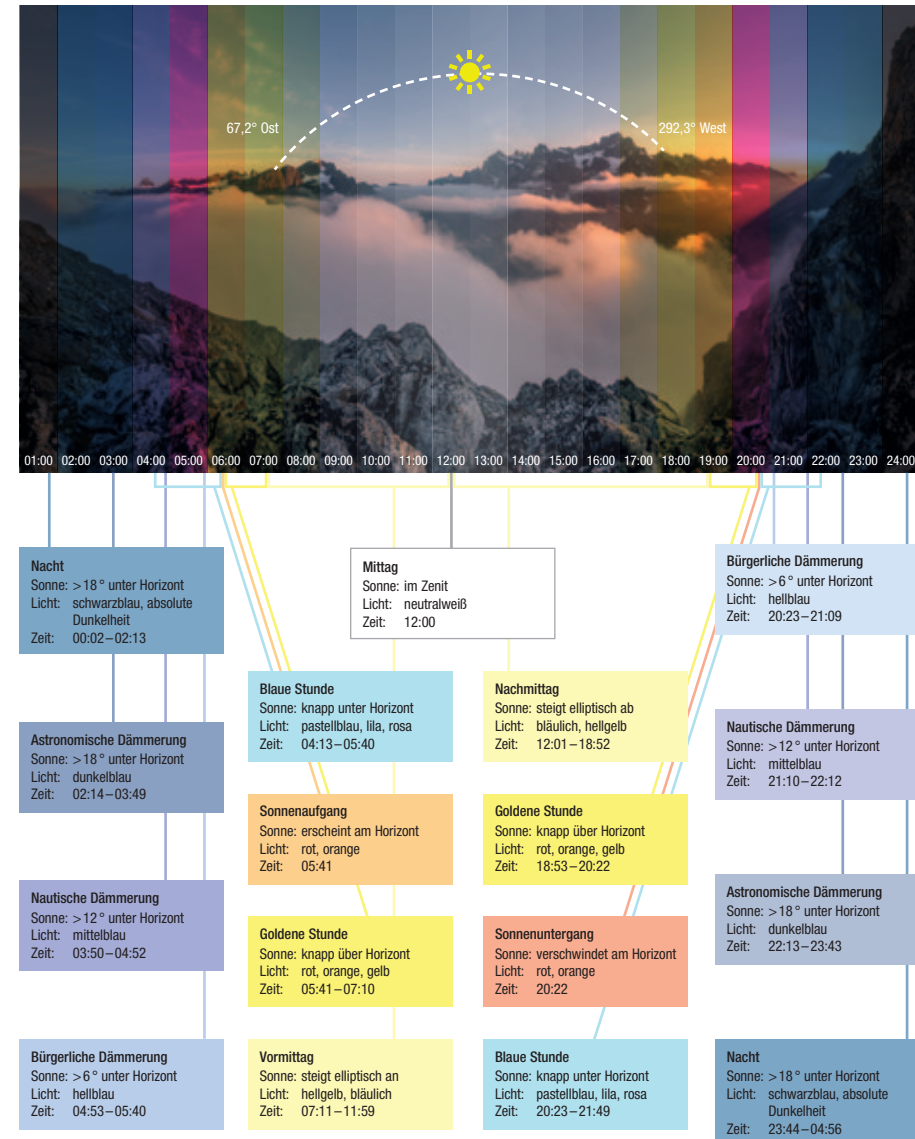 67,2° Ost
292,3° West
01:00 02:00 03:00 04:00 05:00 06:00 07:00 08:00 09:00 10:00 11:00 12:00 13:00 14:00 15:00 16:00 17:00 18:00 19:00 20:00 21:00 22:00 23:00 24:00
Nacht
Sonne: >18° unter Horizont
Licht: schwarzblau, absolute
Dunkelheit
Zeit: 00:02–02:13
Astronomische Dämmerung
Sonne: >18° unter Horizont
Licht: dunkelblau
Zeit: 02:14–03:49
Nautische Dämmerung
Sonne: >12° unter Horizont
Licht: mittelblau
Zeit: 03:50–04:52
Bürgerliche Dämmerung
Sonne: >6° unter Horizont
Licht: hellblau
Zeit: 04:53–05:40
Blaue Stunde
Sonne: knapp unter Horizont
Licht: pastellblau, lila, rosa
Zeit: 04:13–05:40
Sonnenaufgang
Sonne: erscheint am Horizont
Licht: rot, orange
Zeit: 05:41
Goldene Stunde
Sonne: knapp über Horizont
Licht: rot, orange, gelb
Zeit: 05:41–07:10
Vormittag
Sonne: steigt elliptisch an
Licht: hellgelb, bläulich
Zeit: 07:11–11:59
Mittag
Sonne: im Zenit
Licht: neutralweiß
Zeit: 12:00
Nachmittag
Sonne: steigt elliptisch ab
Licht: bläulich, hellgelb
Zeit: 12:01–18:52
Goldene Stunde
Sonne: knapp über Horizont
Licht: rot, orange, gelb
Zeit: 18:53–20:22
Sonnenuntergang
Sonne: verschwindet am Horizont
Licht: rot, orange
Zeit: 20:22
Blaue Stunde
Sonne: knapp unter Horizont
Licht: pastellblau, lila, rosa
Zeit: 20:23–21:49
Bürgerliche Dämmerung
Sonne: >6° unter Horizont
Licht: hellblau
Zeit: 20:23–21:09
Nautische Dämmerung
Sonne: >12° unter Horizont
Licht: mittelblau
Zeit: 21:10–22:12
Astronomische Dämmerung
Sonne: >18° unter Horizont
Licht: dunkelblau
Zeit: 22:13–23:43
Nacht
Sonne: >18° unter Horizont
Licht: schwarzblau, absolute
Dunkelheit
Zeit: 23:44–04:56